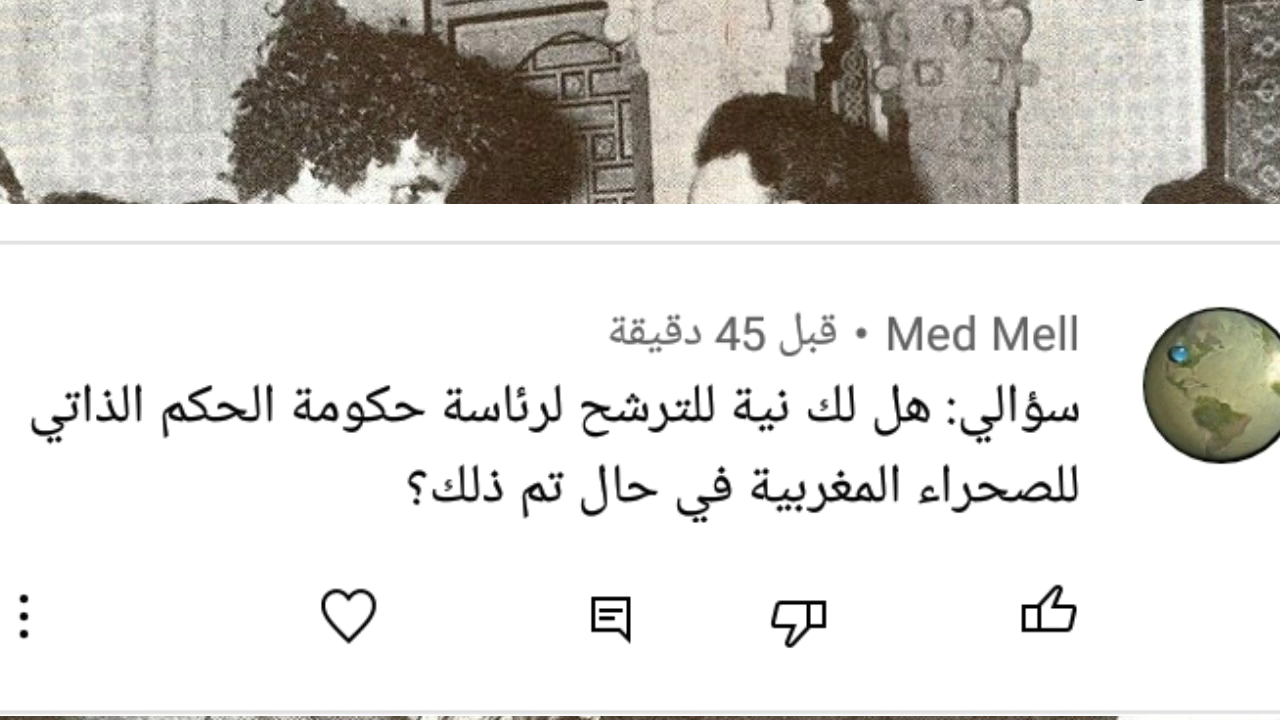 Med Mell • قبل 45 دقيقة
سؤالي: هل لك نية للترشح لرئاسة حكومة الحكم الذاتي
للصحراء المغربية في حال تم ذلك؟